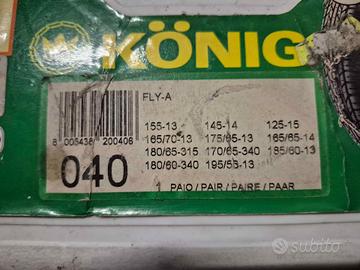 KÖNIG
FLY-A
155-13 145-14 125-15
165/70-13 175/65-13 165/65-14
180/65-315 170/65-340 185/60-13
180/60-340 195/55-13
8 005438 200406
040
1 PAIO / PAIR / PAIRE / PAAR
subito